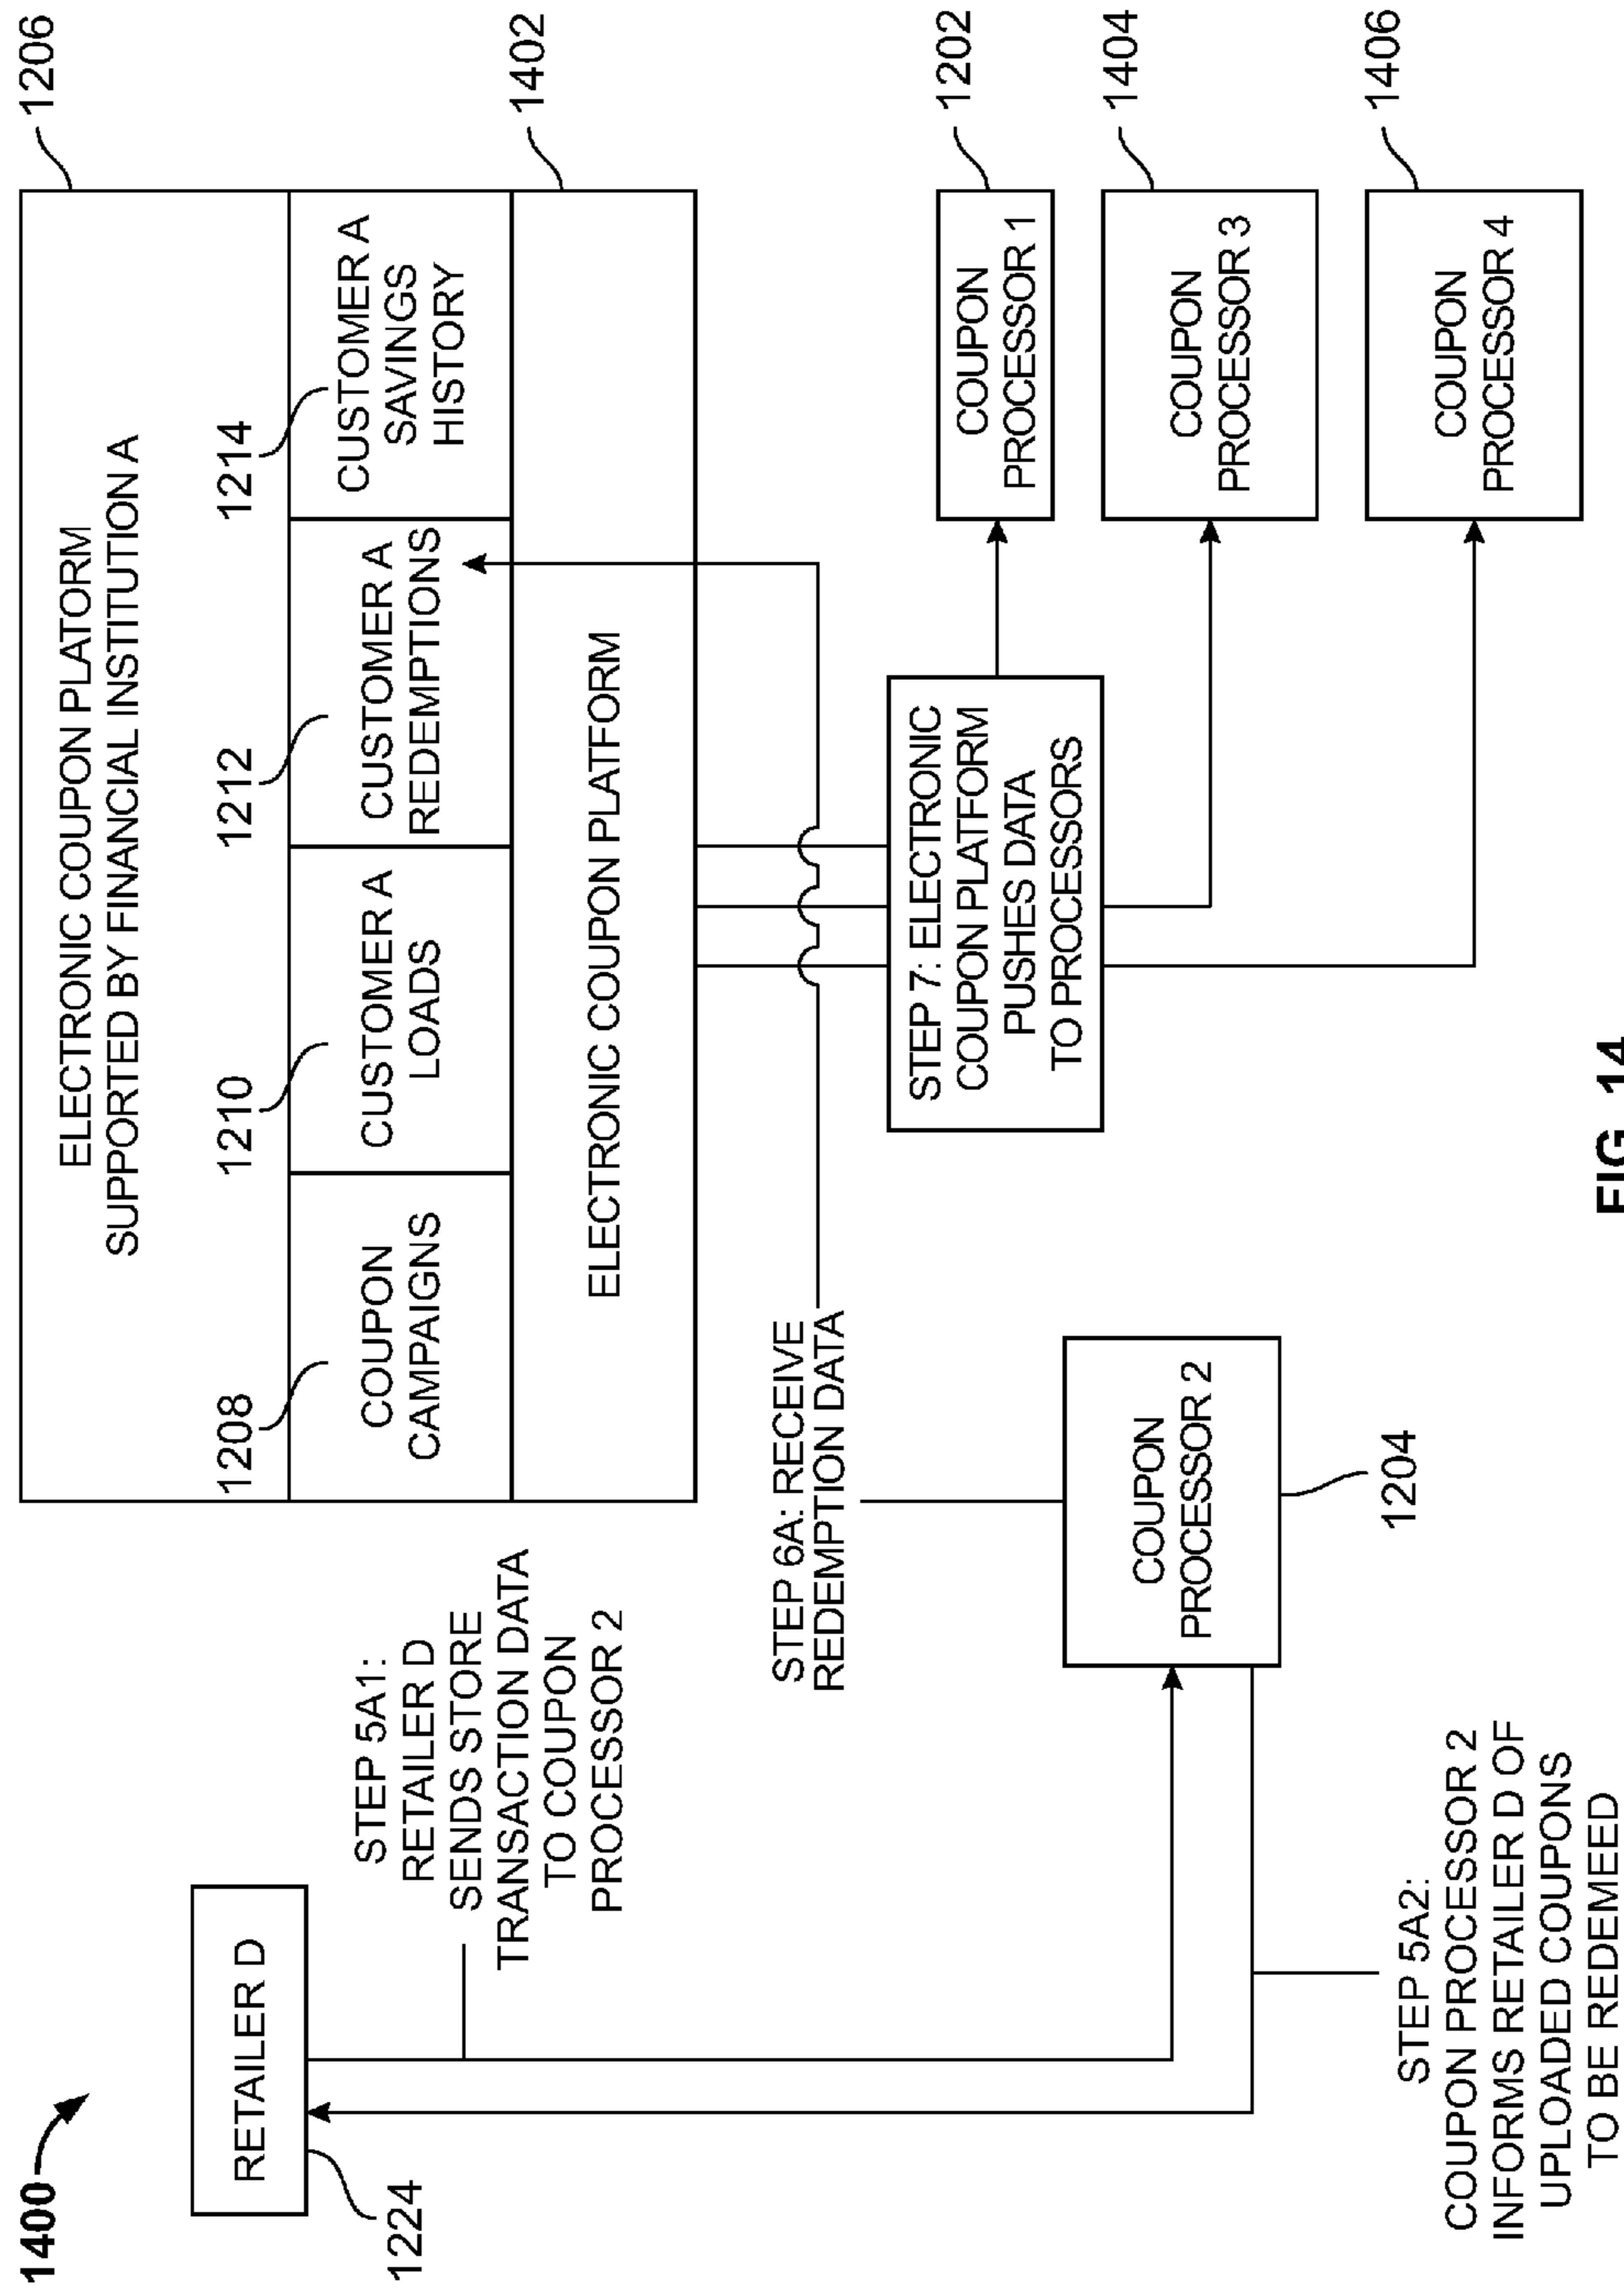 1400
RETAILER D
1224
STEP 5A1:
RETAILER D
SENDS STORE
TRANSACTION DATA
TO COUPON
PROCESSOR 2
STEP 5A2:
COUPON PROCESSOR 2
INFORMS RETAILER D OF
UPLOADED COUPONS
TO BE REDEEMED
ELECTRONIC COUPON PLATORM
SUPPORTED BY FINANCIAL INSTITUTION A
1206
1208
COUPON
CAMPAIGNS
1210
CUSTOMER A
LOADS
1212
CUSTOMER A
REDEMPTIONS
1214
CUSTOMER A
SAVINGS
HISTORY
ELECTRONIC COUPON PLATFORM
1402
STEP 6A: RECEIVE
REDEMPTION DATA
COUPON
PROCESSOR 2
1204
STEP 7: ELECTRONIC
COUPON PLATFORM
PUSHES DATA
TO PROCESSORS
COUPON
PROCESSOR 1
1202
COUPON
PROCESSOR 3
1404
COUPON
PROCESSOR 4
1406
FIG. 14